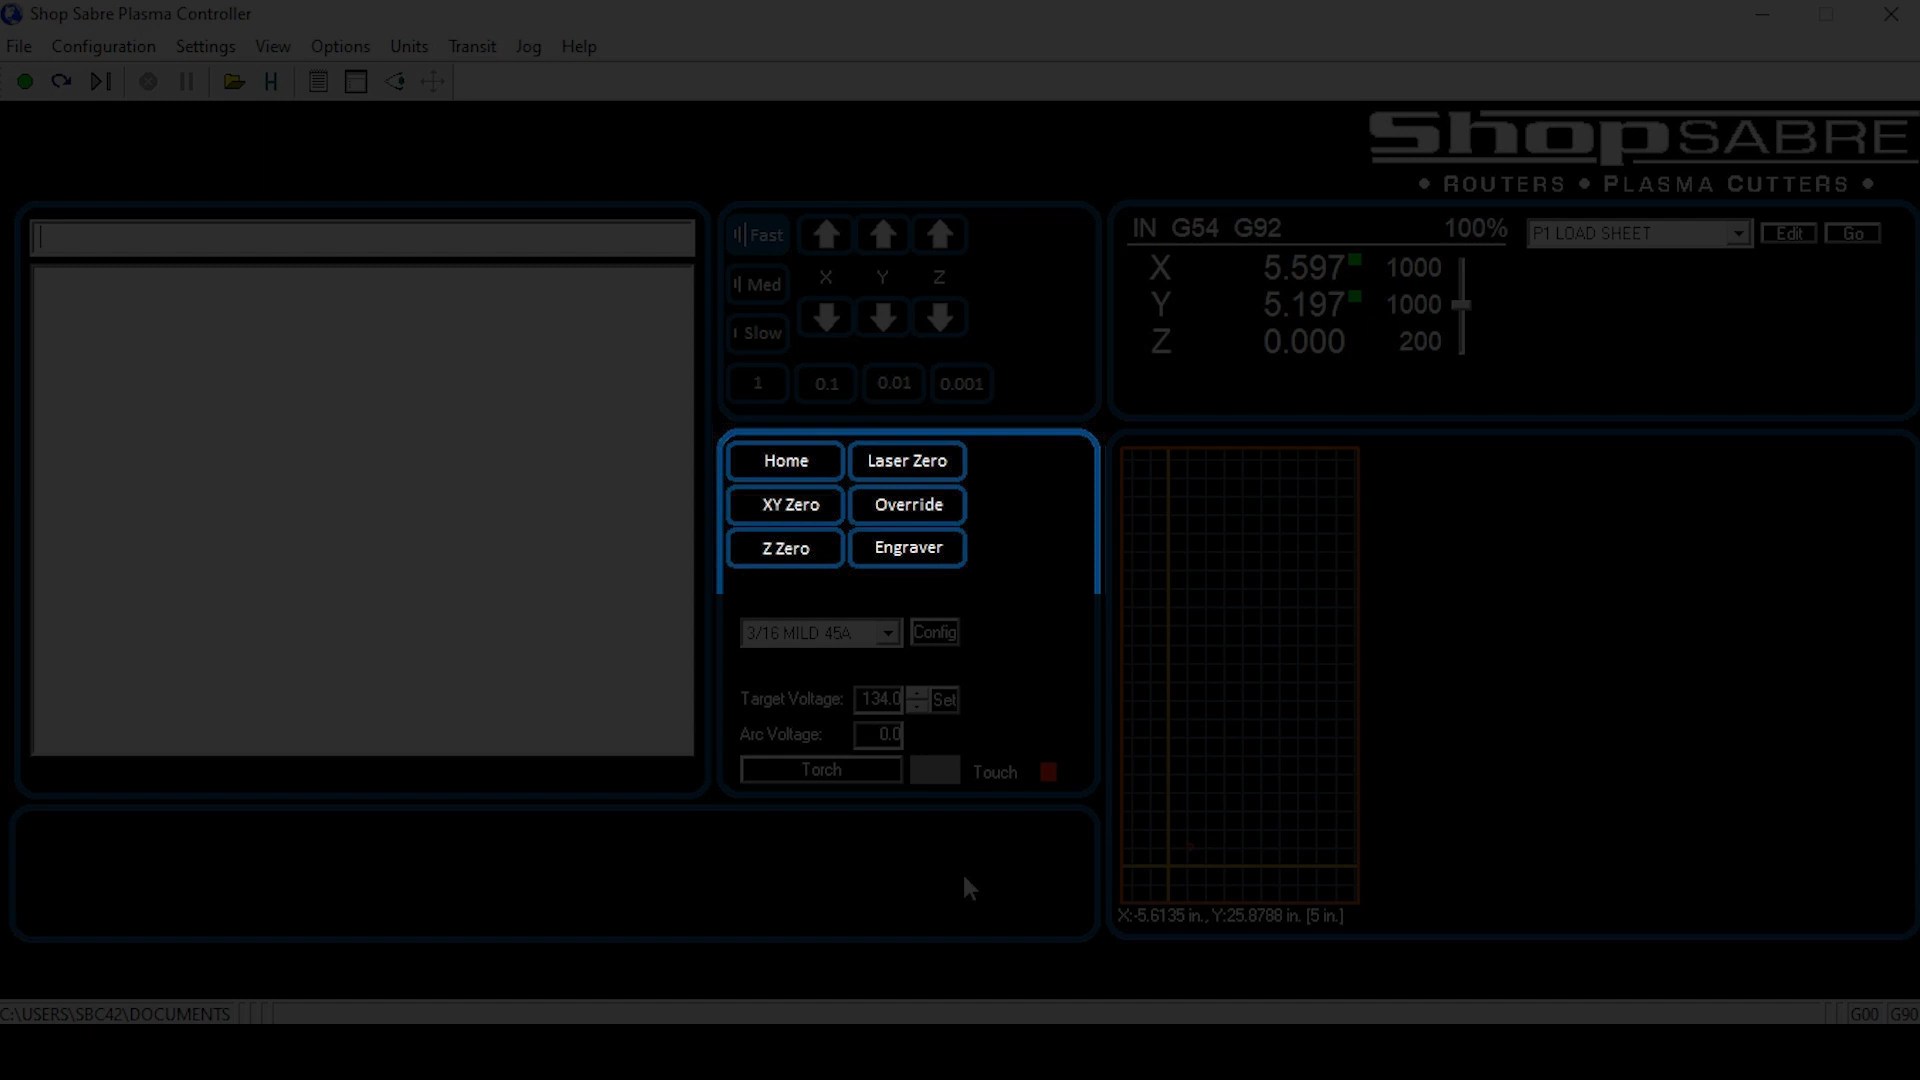 Shop Sabre Plasma Controller
File Configuration Settings View Options Units Transit Jog Help
H
ShopSABRE
• ROUTERS • PLASMA CUTTERS •
Fast
Med
Slow
X Y Z
1 0.1 0.01 0.001
IN G54 G92 100%
X 5.597 1000
Y 5.197 1000
Z 0.000 200
P1 LOAD SHEET Edit Go
Home Laser Zero
XY Zero Override
Z Zero Engraver
3/16 MILD 45A Config
Target Voltage: 134.0 Set
Arc Voltage: 0.0
Torch Touch
X:-5.6135 in., Y:25.8788 in. [5 in.]
C:\USERS\SBC42\DOCUMENTS G00 G90